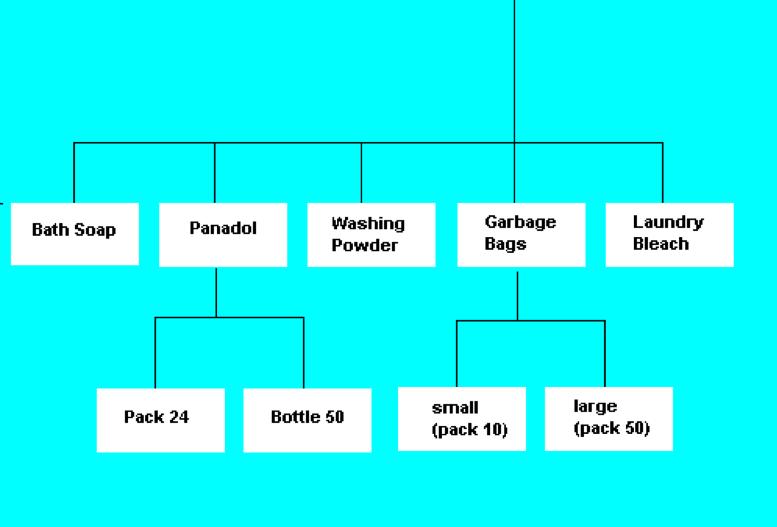 Bath Soap
Panadol
Washing
Powder
Garbage
Bags
Laundry
Bleach
Pack 24
Bottle 50
small
(pack 10)
large
(pack 50)